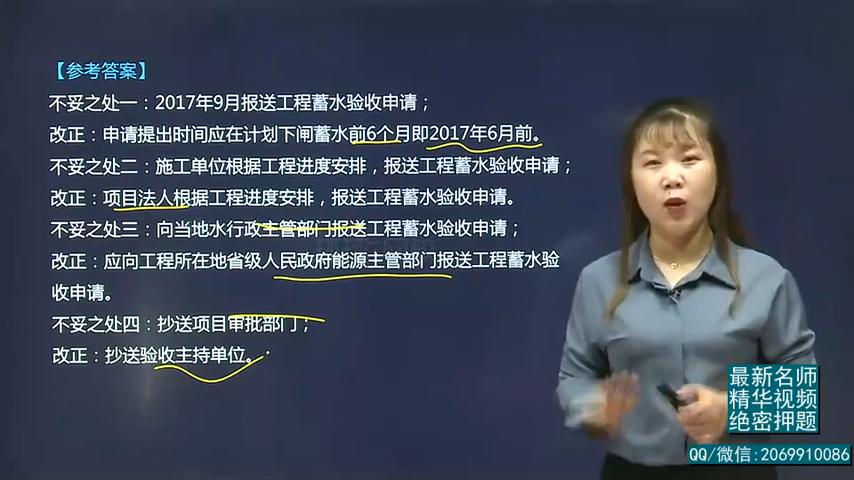 【参考答案】
不妥之处一：2017年9月报送工程蓄水验收申请；
改正：申请提出时间应在计划下闸蓄水前6个月即2017年6月前。
不妥之处二：施工单位根据工程进度安排，报送工程蓄水验收申请；
改正：项目法人根据工程进度安排，报送工程蓄水验收申请。
不妥之处三：向当地水行政主管部门报送工程蓄水验收申请；
改正：应向工程所在地省级人民政府能源主管部门报送工程蓄水验
收申请。
不妥之处四：抄送项目审批部门；
改正：抄送验收主持单位。
最新名师
精华视频
绝密押题
QQ/微信:2069910086